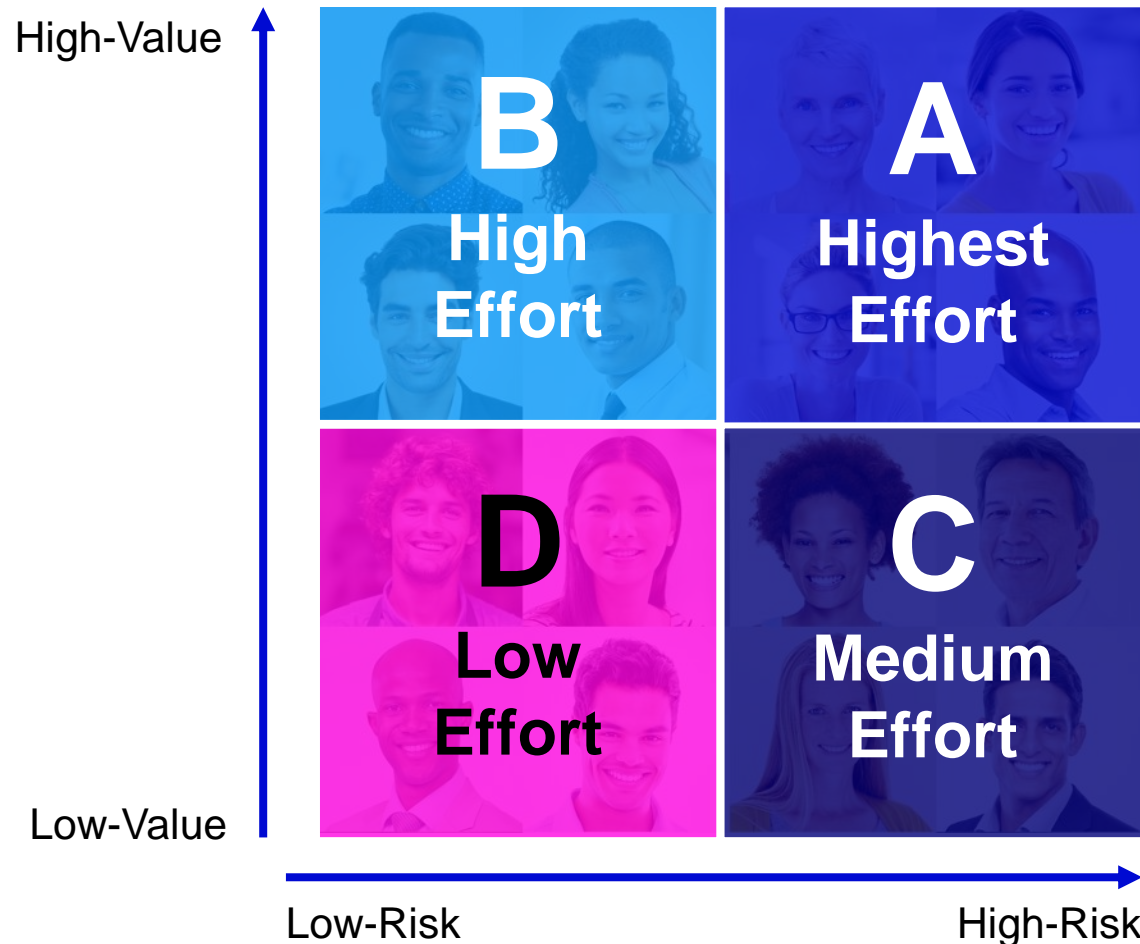 High-Value
B
High
Effort
A
Highest
Effort
D
Low
Effort
C
Medium
Effort
Low-Value
Low-Risk
High-Risk